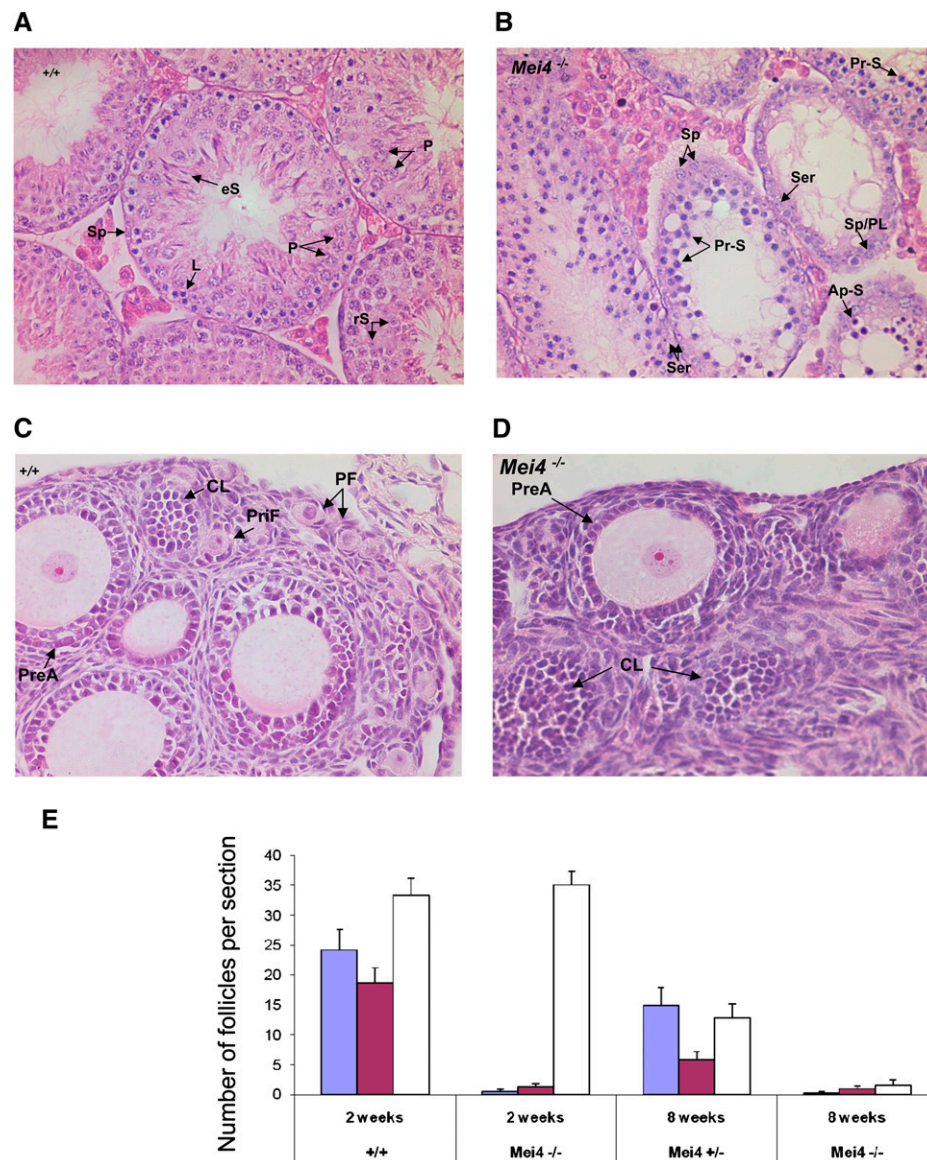 A
+/+
P
eS
Sp
P
L
rS
B
Mei4 -/-
Pr-S
Sp
Ser
Sp/PL
Pr-S
Ap-S
Ser
C
+/+
CL
PF
PriF
PreA
D
Mei4 -/-
PreA
CL
E
Number of follicles per section
40
35
30
25
20
15
10
5
0
2 weeks 2 weeks 8 weeks 8 weeks
+/+ Mei4 -/- Mei4 +/- Mei4 -/-